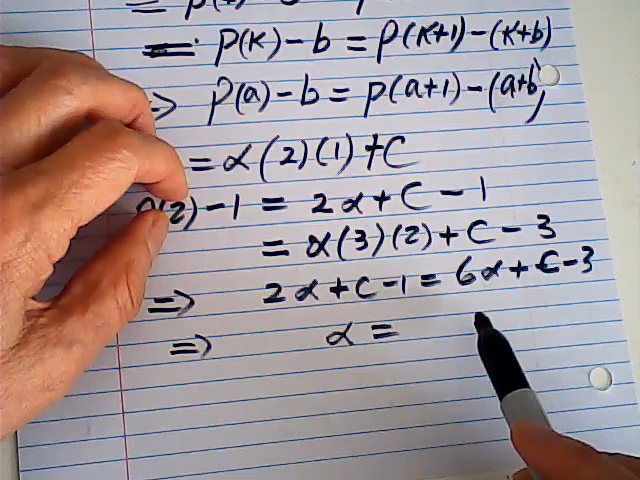 P(k) - b = P(k+1) - (k+b)
⇒ P(a) - b = P(a+1) - (a+b)
= α(2)(1) + C
P(2) - 1 = 2α + C - 1
= α(3)(2) + C - 3
⇒ 2α + C - 1 = 6α + C - 3
⇒ α =